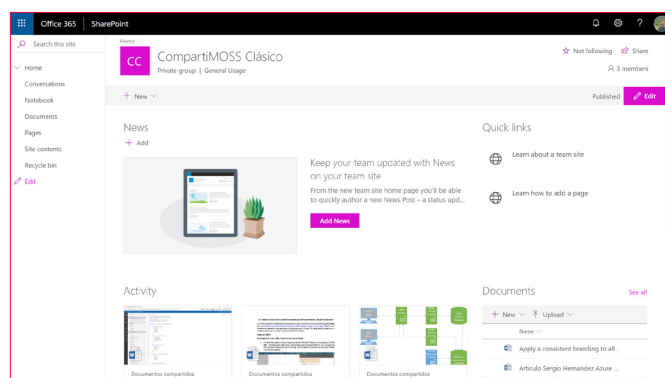 Office 365 SharePoint
Search this site
Home
Conversations
Notebook
Documents
Pages
Site contents
Recycle bin
Edit
Home
CC
CompartiMOSS Clásico
Private group | General Usage
Not following Share
3 members
New
Published Edit
News
Add
Keep your team updated with News
on your team site
From the new team site home page you'll be able
to quickly author a new News Post – a status upd...
Add News
Quick links
Learn about a team site
Learn how to add a page
Activity
Documentos compartidos
Documentos compartidos
Documentos compartidos
Documents See all
New Upload
Name
Apply a consistent branding to all...
Articulo Sergio Hernandez Azure ...